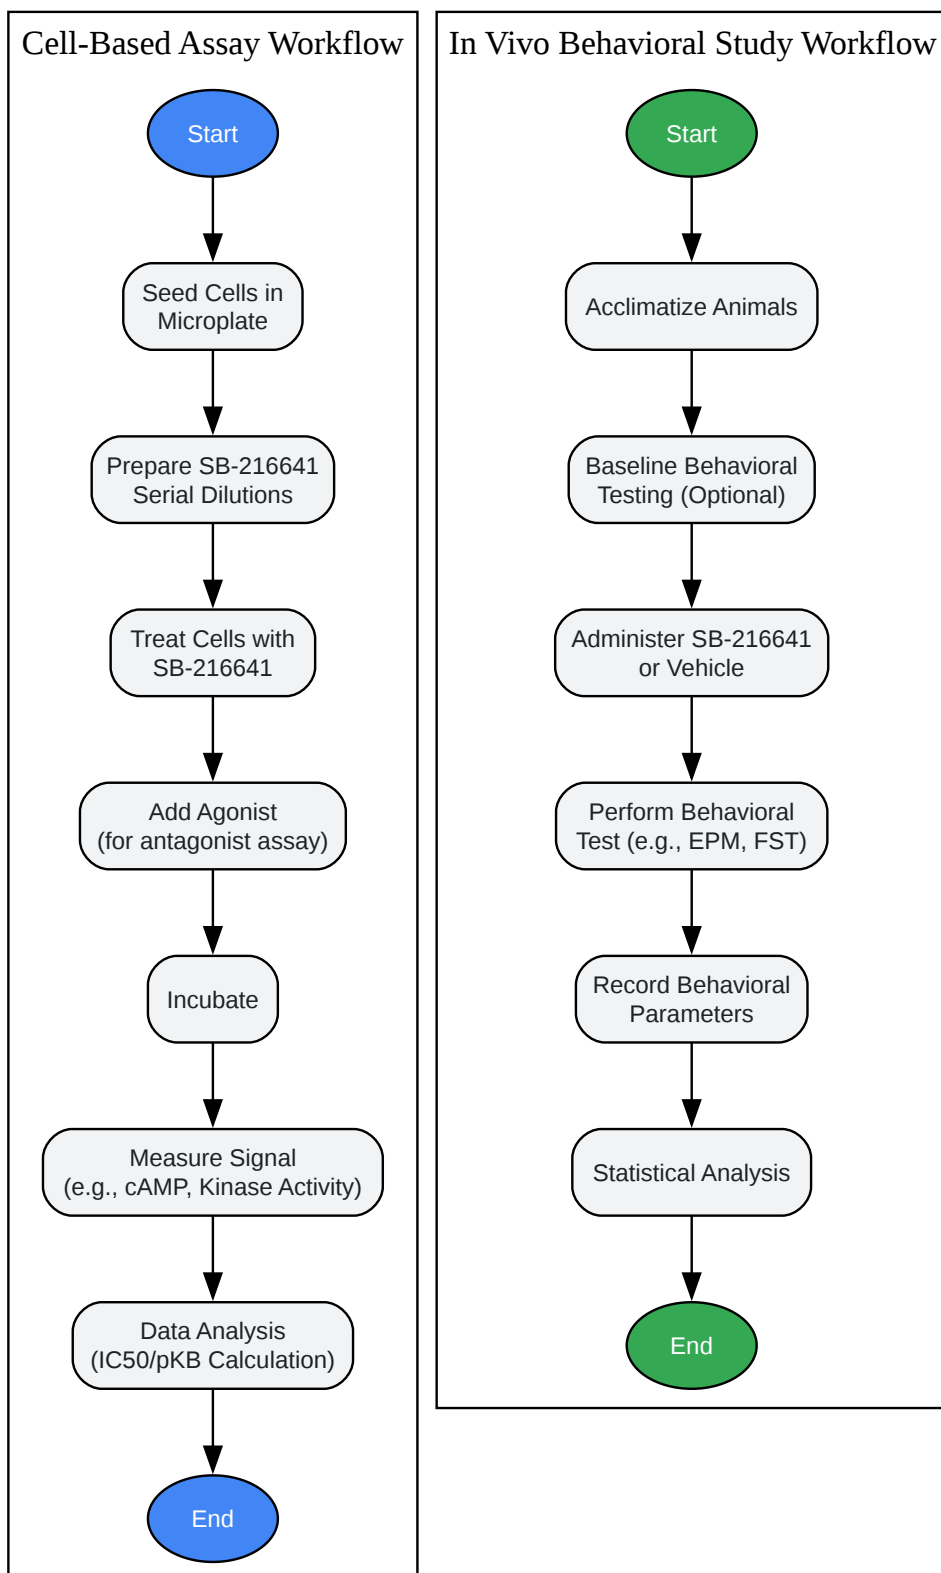 Cell-Based Assay Workflow
Start
Seed Cells in
Microplate
Prepare SB-216641
Serial Dilutions
Treat Cells with
SB-216641
Add Agonist
(for antagonist assay)
Incubate
Measure Signal
(e.g., cAMP, Kinase Activity)
Data Analysis
(IC50/pKB Calculation)
End
In Vivo Behavioral Study Workflow
Start
Acclimatize Animals
Baseline Behavioral
Testing (Optional)
Administer SB-216641
or Vehicle
Perform Behavioral
Test (e.g., EPM, FST)
Record Behavioral
Parameters
Statistical Analysis
End